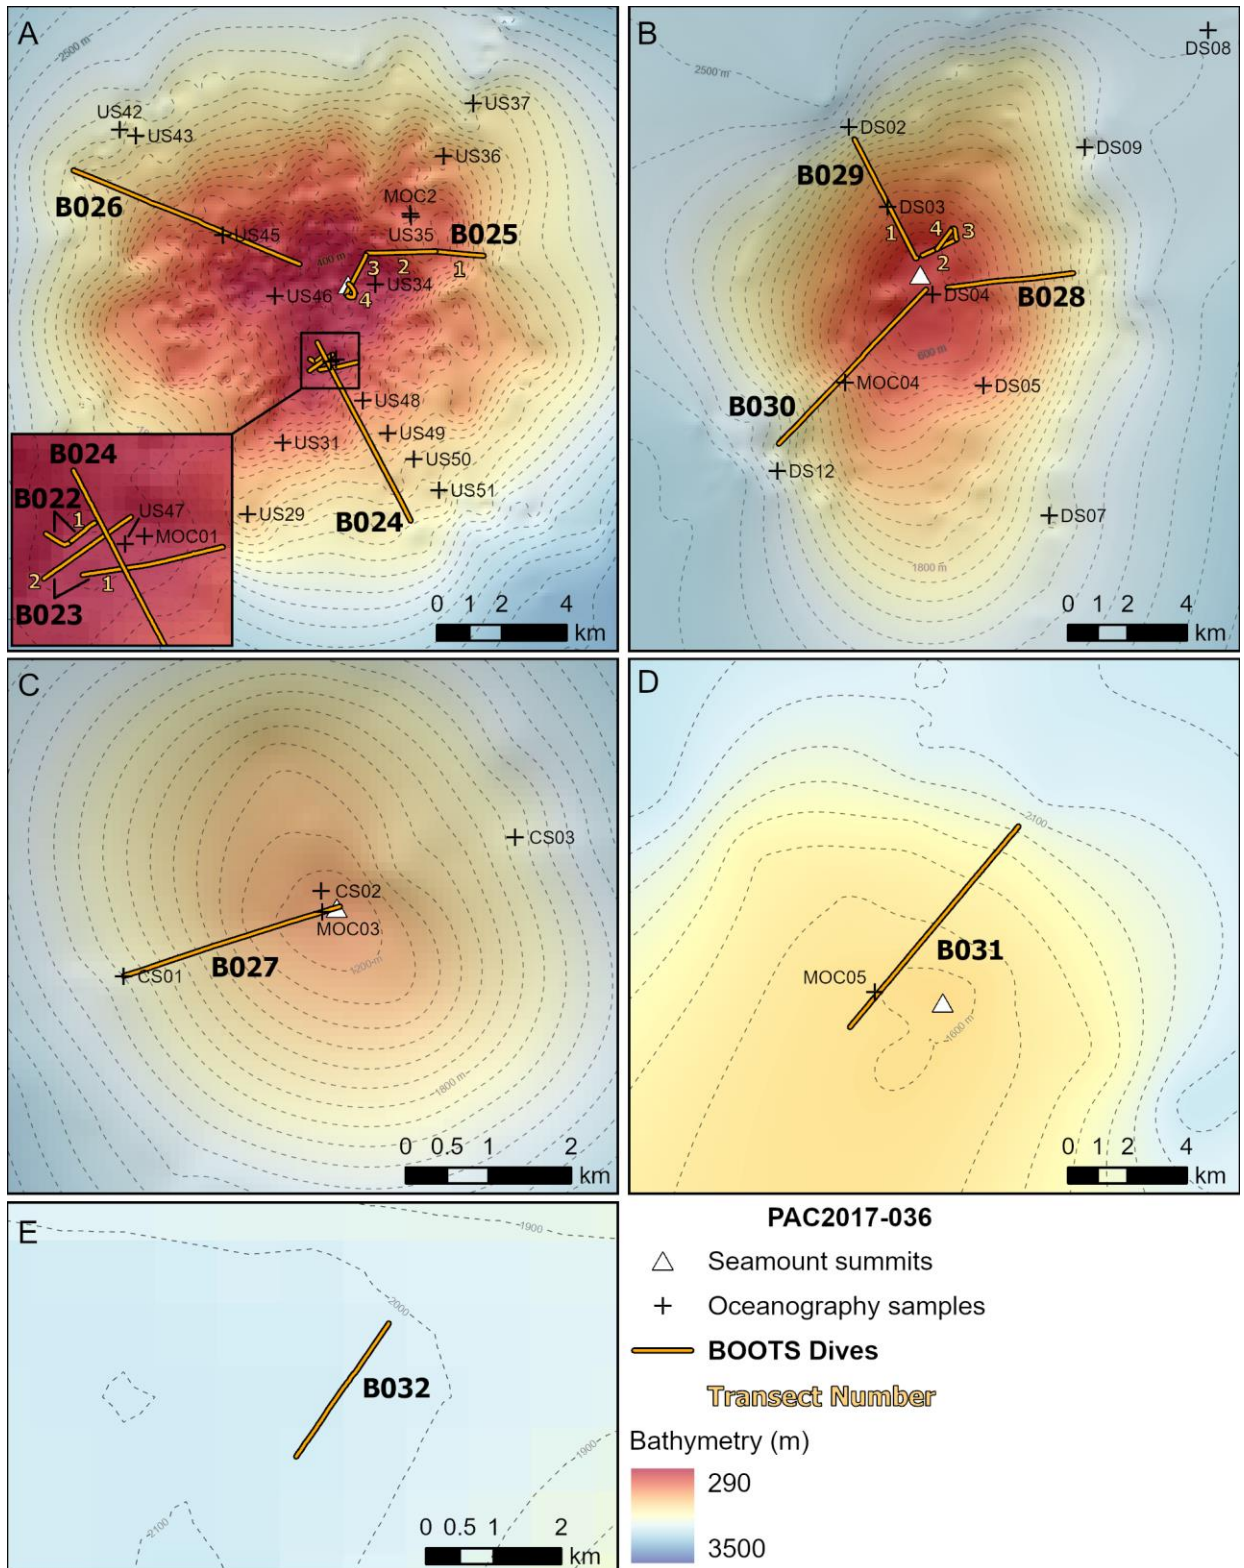 A
2500 m
US42
US43
US37
US36
B026
MOC2
US45
US35
B025
400 m
3
2
1
US34
4
US46
US48
US31
US49
US50
US51
US29
B024
B024
B022
1
US47
MOC01
2
1
B023
0 2 4
km
B
DS08
2500 m
DS02
DS09
B029
DS03
1
4
3
2
DS04
B028
600 m
MOC04
DS05
B030
DS12
DS07
1800 m
0 1 2 4
km
C
CS03
CS02
MOC03
CS01
B027
1200 m
1800 m
0 0.5 1 2
km
D
2100
B031
MOC05
1600 m
0 1 2 4
km
E
1900
2000
B032
1900
2100
0 0.5 1 2
km
PAC2017-036
Seamount summits
Oceanography samples
BOOTS Dives
Transect Number
Bathymetry (m)
290
3500